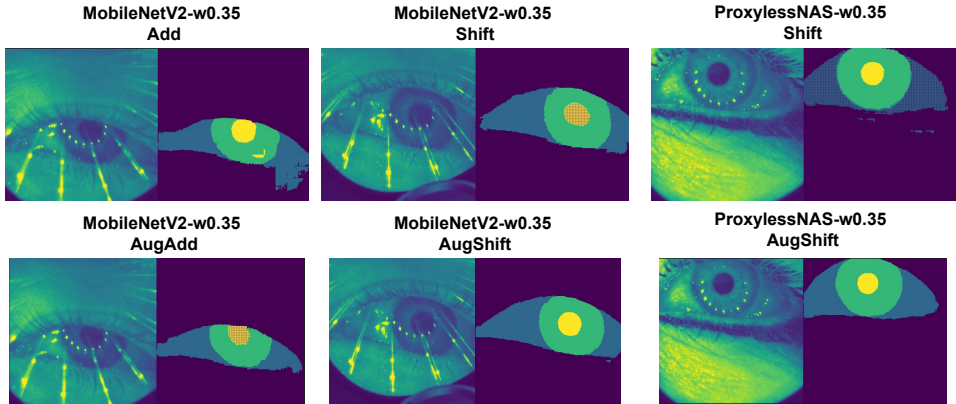 MobileNetV2-w0.35
Add
MobileNetV2-w0.35
Shift
ProxylessNAS-w0.35
Shift
MobileNetV2-w0.35
AugAdd
MobileNetV2-w0.35
AugShift
ProxylessNAS-w0.35
AugShift